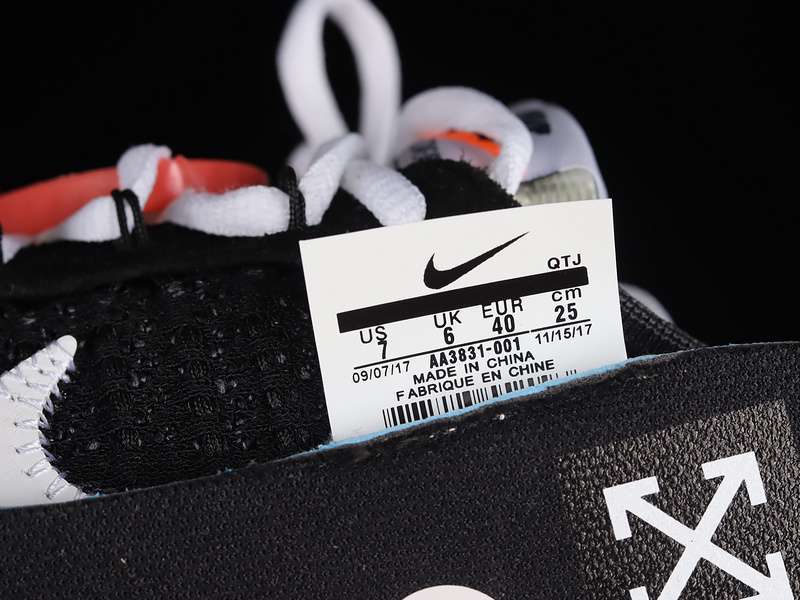 QTJ
US UK EUR cm
7 6 40 25
09/07/17 AA3831-001 11/15/17
MADE IN CHINA
FABRIQUE EN CHINE